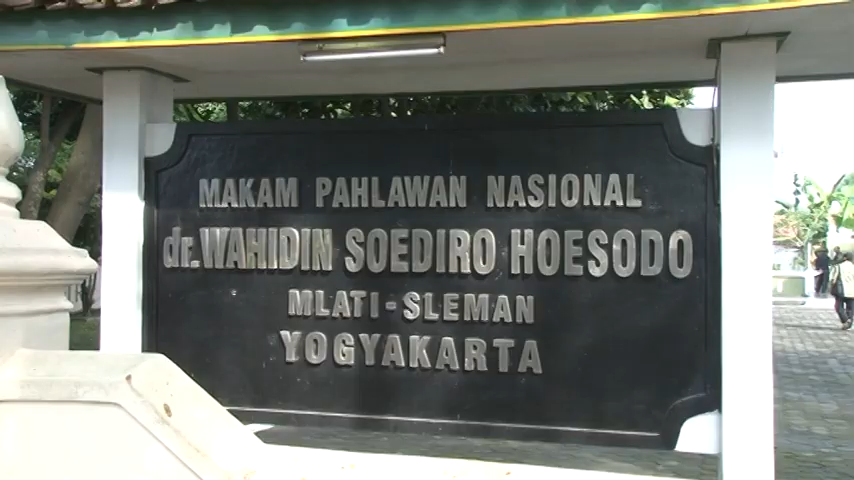 MAKAM PAHLAWAN NASIONAL
dr.WAHIDIN SOEDIRO HOESODO
MLATI-SLEMAN
YOGYAKARTA